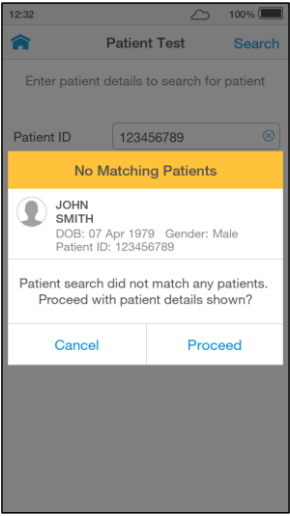 12:32 100%
Patient Test Search
Enter patient details to search for patient
Patient ID 123456789
No Matching Patients
JOHN
SMITH
DOB: 07 Apr 1979 Gender: Male
Patient ID: 123456789
Patient search did not match any patients.
Proceed with patient details shown?
Cancel Proceed